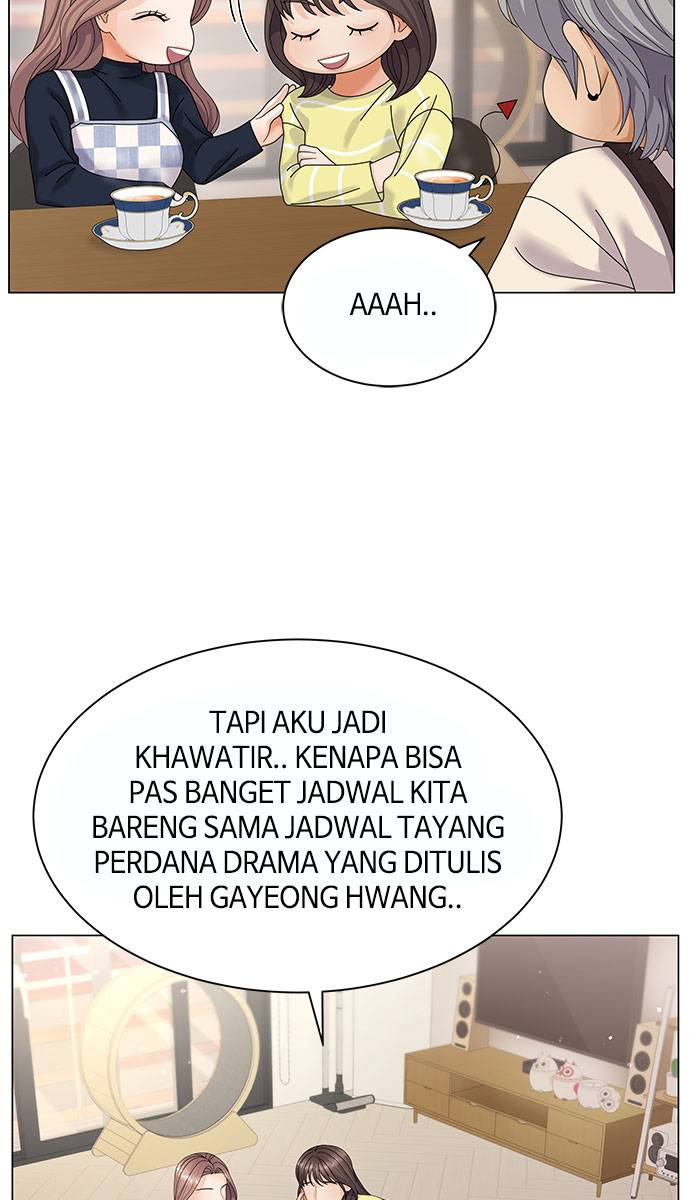 AAAH..
TAPI AKU JADI
KHAWATIR.. KENAPA BISA
PAS BANGET JADWAL KITA
BARENG SAMA JADWAL TAYANG
PERDANA DRAMA YANG DITULIS
OLEH GAYEONG HWANG..